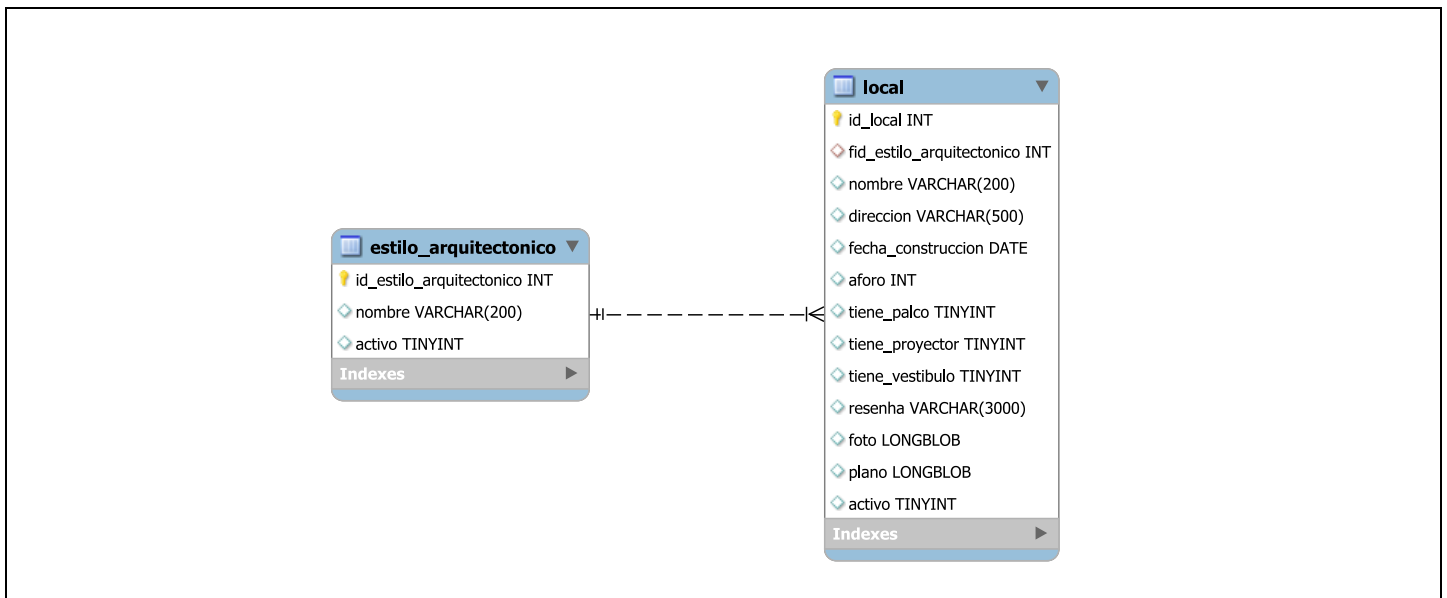 estilo_arquitectonico
id_estilo_arquitectonico INT
nombre VARCHAR(200)
activo TINYINT
Indexes
local
id_local INT
fid_estilo_arquitectonico INT
nombre VARCHAR(200)
direccion VARCHAR(500)
fecha_construccion DATE
aforo INT
tiene_palco TINYINT
tiene_proyector TINYINT
tiene_vestibulo TINYINT
resenha VARCHAR(3000)
foto LONGBLOB
plano LONGBLOB
activo TINYINT
Indexes